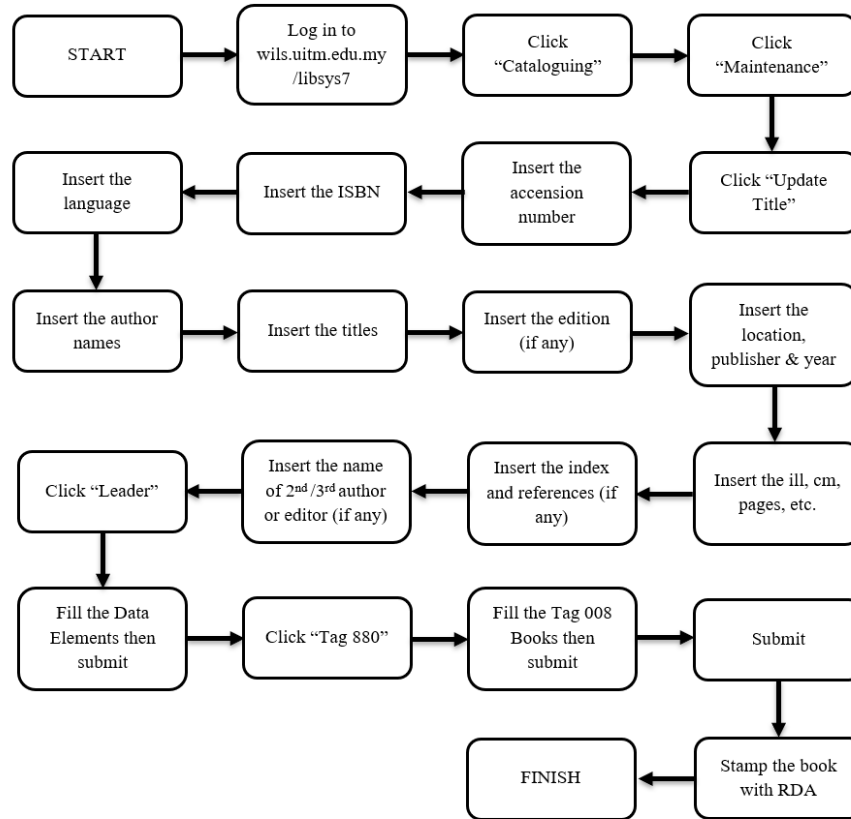 START
Log in to
wils.uitm.edu.my
/libsys7
Click
“Cataloguing”
Click
“Maintenance”
Click “Update
Title”
Insert the
accension
number
Insert the ISBN
Insert the
language
Insert the author
names
Insert the titles
Insert the edition
(if any)
Insert the
location,
publisher & year
Insert the ill, cm,
pages, etc.
Insert the index
and references (if
any)
Insert the name
of 2nd /3rd author
or editor (if any)
Click “Leader”
Fill the Data
Elements then
submit
Click “Tag 880”
Fill the Tag 008
Books then
submit
Submit
Stamp the book
with RDA
FINISH